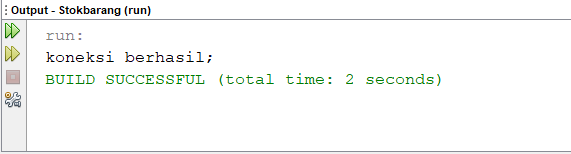 Output - Stokbarang (run)
run:
koneksi berhasil;
BUILD SUCCESSFUL (total time: 2 seconds)